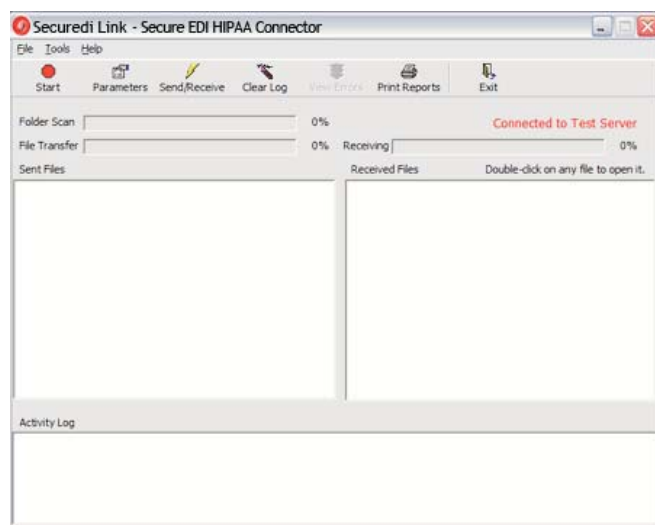 Securedi Link - Secure EDI HIPAA Connector
File Tools Help
Start Parameters Send/Receive Clear Log View Errors Print Reports Exit
Folder Scan 0% Connected to Test Server
File Transfer 0% Receiving 0%
Sent Files Received Files Double-click on any file to open it.
Activity Log